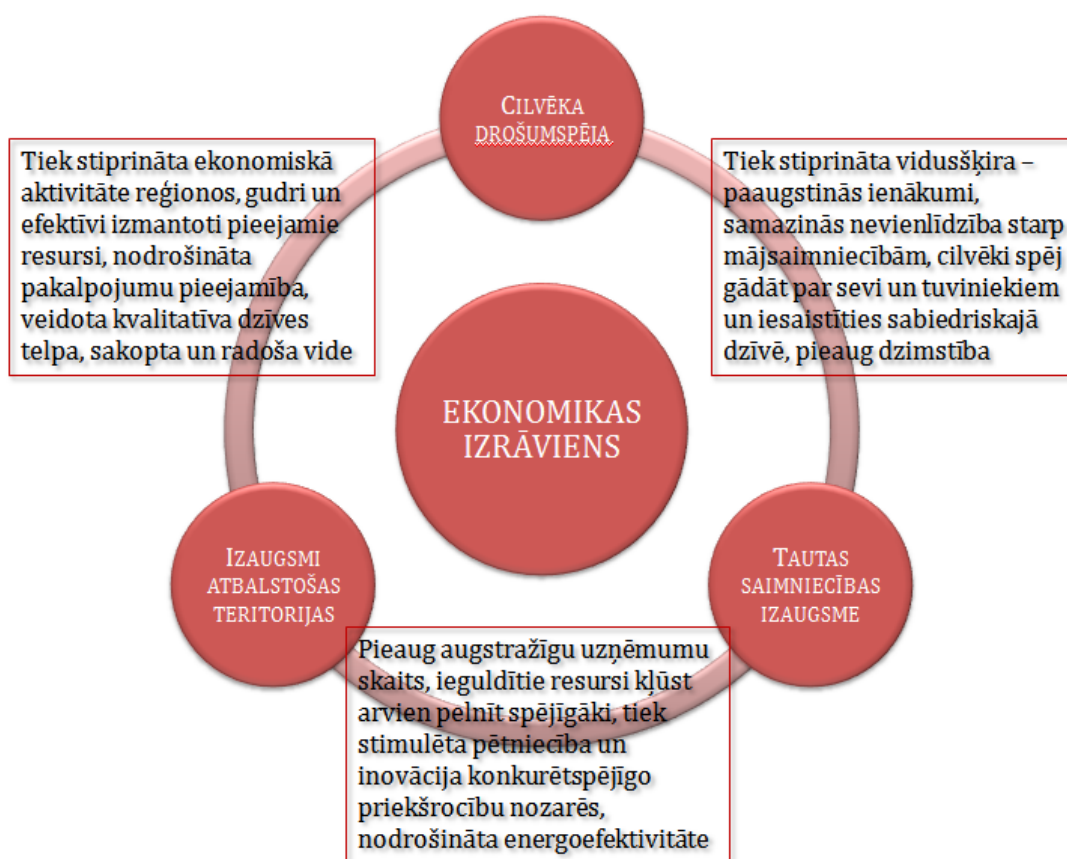 CILVĒKA
DROŠUMSPĒJA
Tiek stiprināta ekonomiskā
aktivitāte reģionos, gudri un
efektīvi izmantoti pieejamie
resursi, nodrošināta
pakalpojumu pieejamība,
veidota kvalitatīva dzīves
telpa, sakopta un radoša vide
Tiek stiprināta vidusšķira –
paaugstinās ienākumi,
samazinās nevienlīdzība starp
mājsaimniecībām, cilvēki spēj
gādāt par sevi un tuviniekiem
un iesaistīties sabiedriskajā
dzīvē, pieaug dzimstība
EKONOMIKAS
IZRĀVIENS
IZAUGSMI
ATBALSTOŠAS
TERITORIJAS
TAUTAS
SAIMNIECĪBAS
IZAUGSME
Pieaug augstražīgu uzņēmumu
skaits, ieguldītie resursi kļūst
arvien pelnīt spējīgāki, tiek
stimulēta pētniecība un
inovācija konkurētspējīgo
priekšrocību nozarēs,
nodrošināta energoefektivitāte